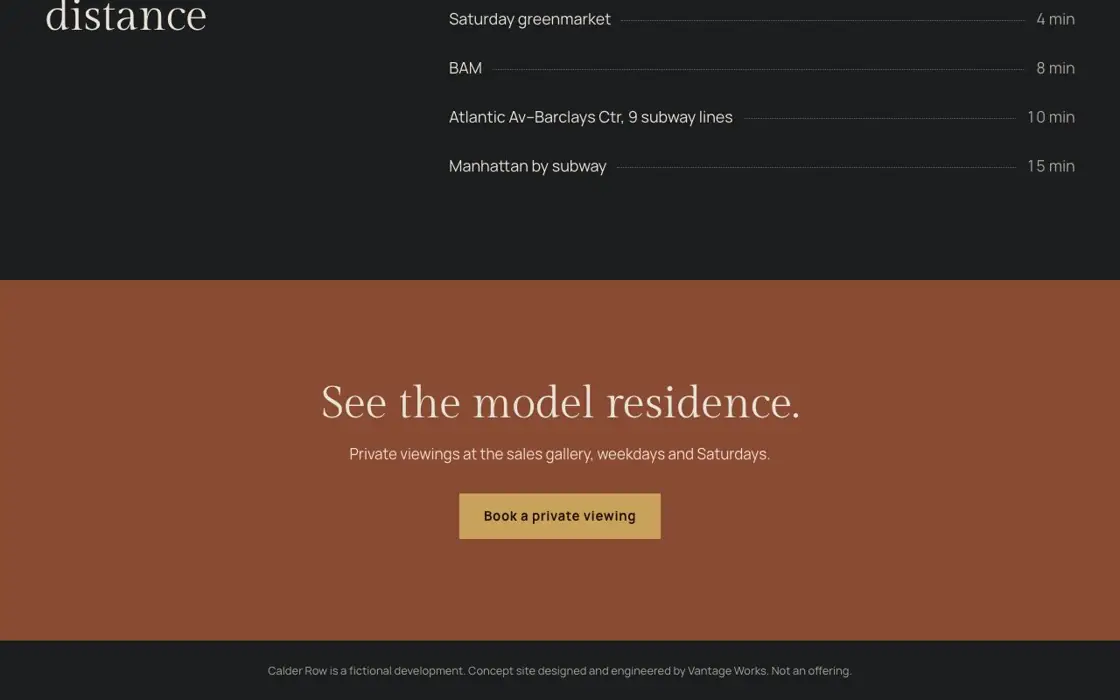 distance
Saturday greenmarket 4 min
BAM 8 min
Atlantic Av–Barclays Ctr, 9 subway lines 10 min
Manhattan by subway 15 min
See the model residence.
Private viewings at the sales gallery, weekdays and Saturdays.
Book a private viewing
Calder Row is a fictional development. Concept site designed and engineered by Vantage Works. Not an offering.